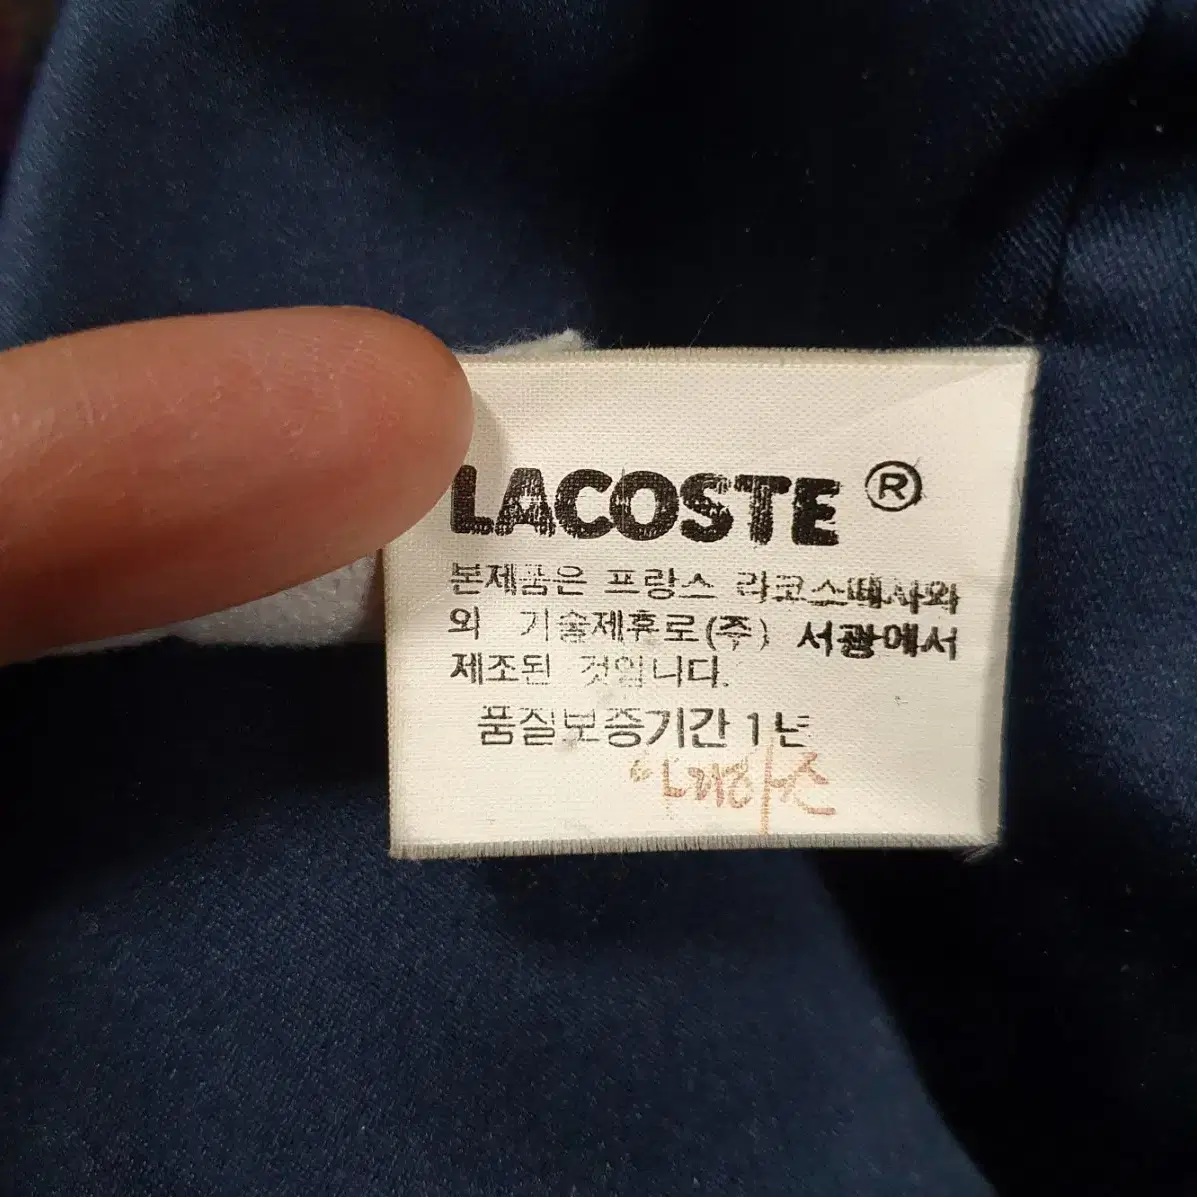 LACOSTE ®
본제품은 프랑스 라코스떼사와
와 기술제휴로(주) 서광에서
제조된 것입니다.
품질보증기간 1년